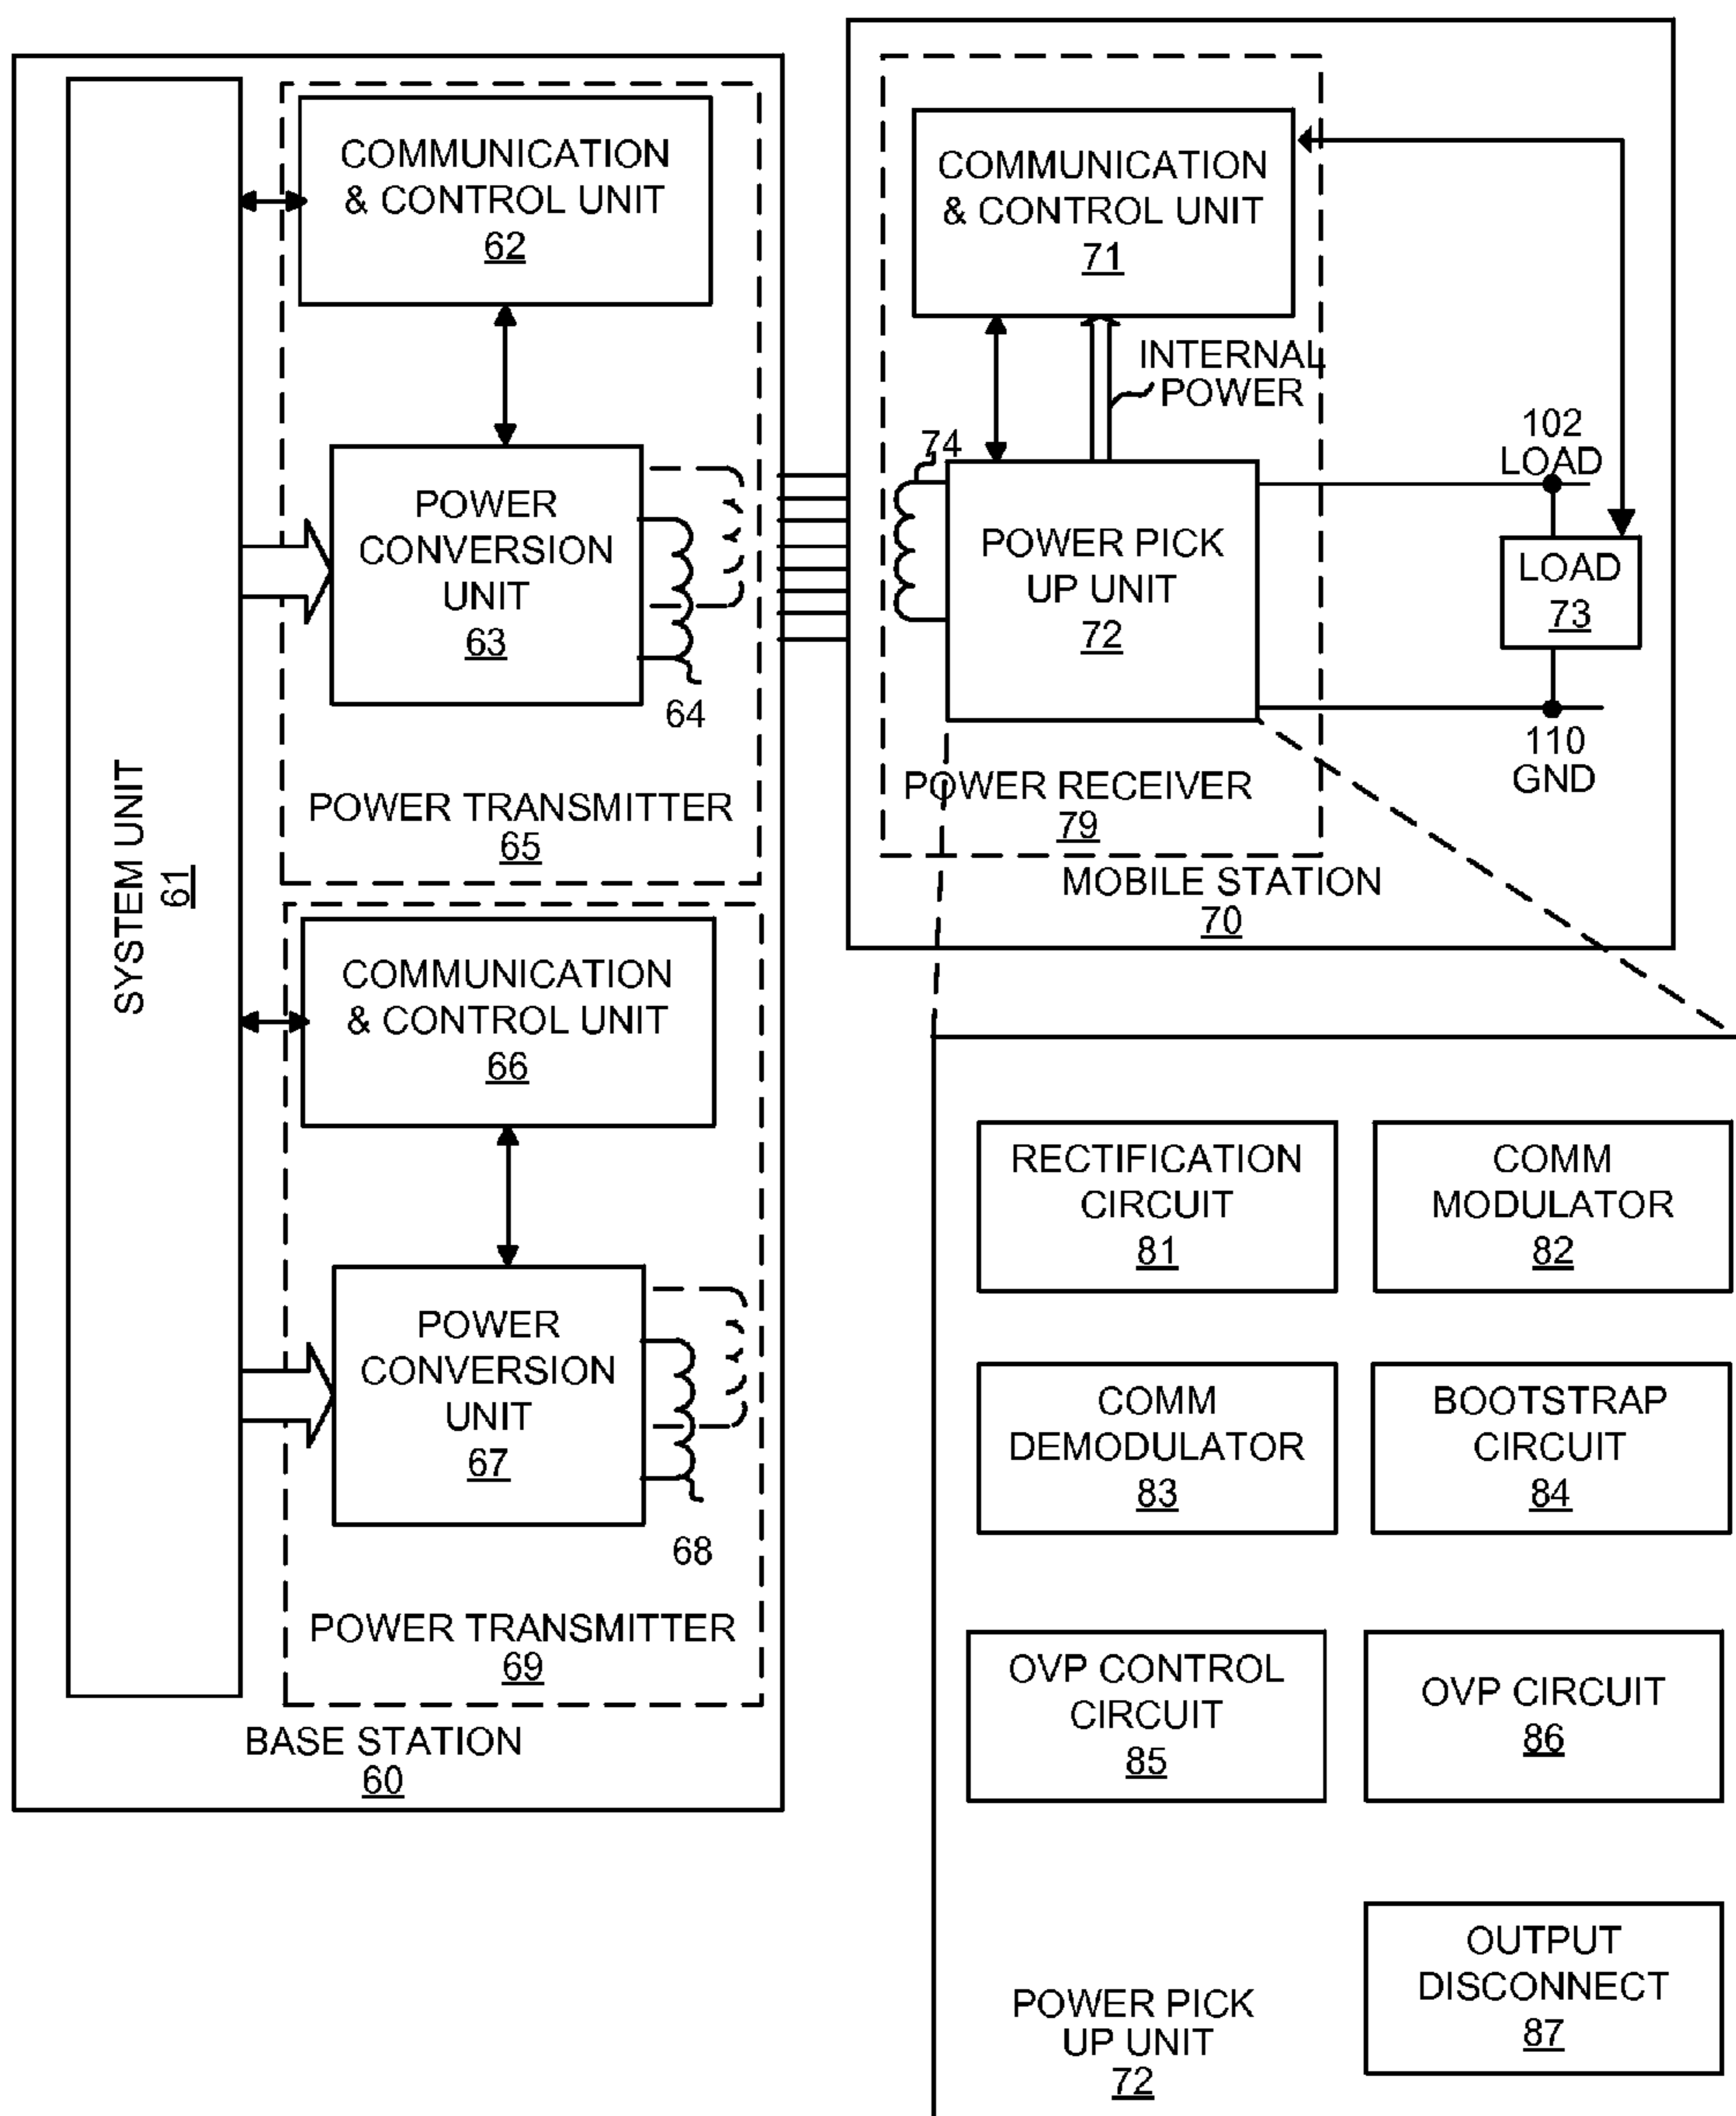 SYSTEM UNIT
61
COMMUNICATION
& CONTROL UNIT
62
POWER
CONVERSION
UNIT
63
64
POWER TRANSMITTER
65
COMMUNICATION
& CONTROL UNIT
66
POWER
CONVERSION
UNIT
67
68
POWER TRANSMITTER
69
BASE STATION
60
COMMUNICATION
& CONTROL UNIT
71
INTERNAL
POWER
74
POWER PICK
UP UNIT
72
102
LOAD
LOAD
73
110
GND
POWER RECEIVER
79
MOBILE STATION
70
RECTIFICATION
CIRCUIT
81
COMM
MODULATOR
82
COMM
DEMODULATOR
83
BOOTSTRAP
CIRCUIT
84
OVP CONTROL
CIRCUIT
85
OVP CIRCUIT
86
OUTPUT
DISCONNECT
87
POWER PICK
UP UNIT
72